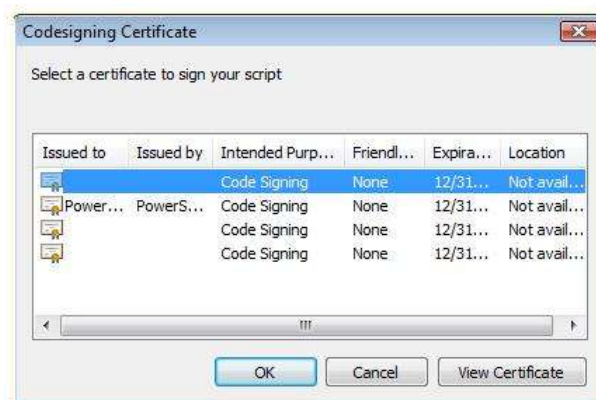 Codesigning Certificate
Select a certificate to sign your script
Issued to Issued by Intended Purp... Friendl... Expira... Location
Code Signing None 12/31... Not avail...
Power... PowerS... Code Signing None 12/31... Not avail...
Code Signing None 12/31... Not avail...
Code Signing None 12/31... Not avail...
OK Cancel View Certificate